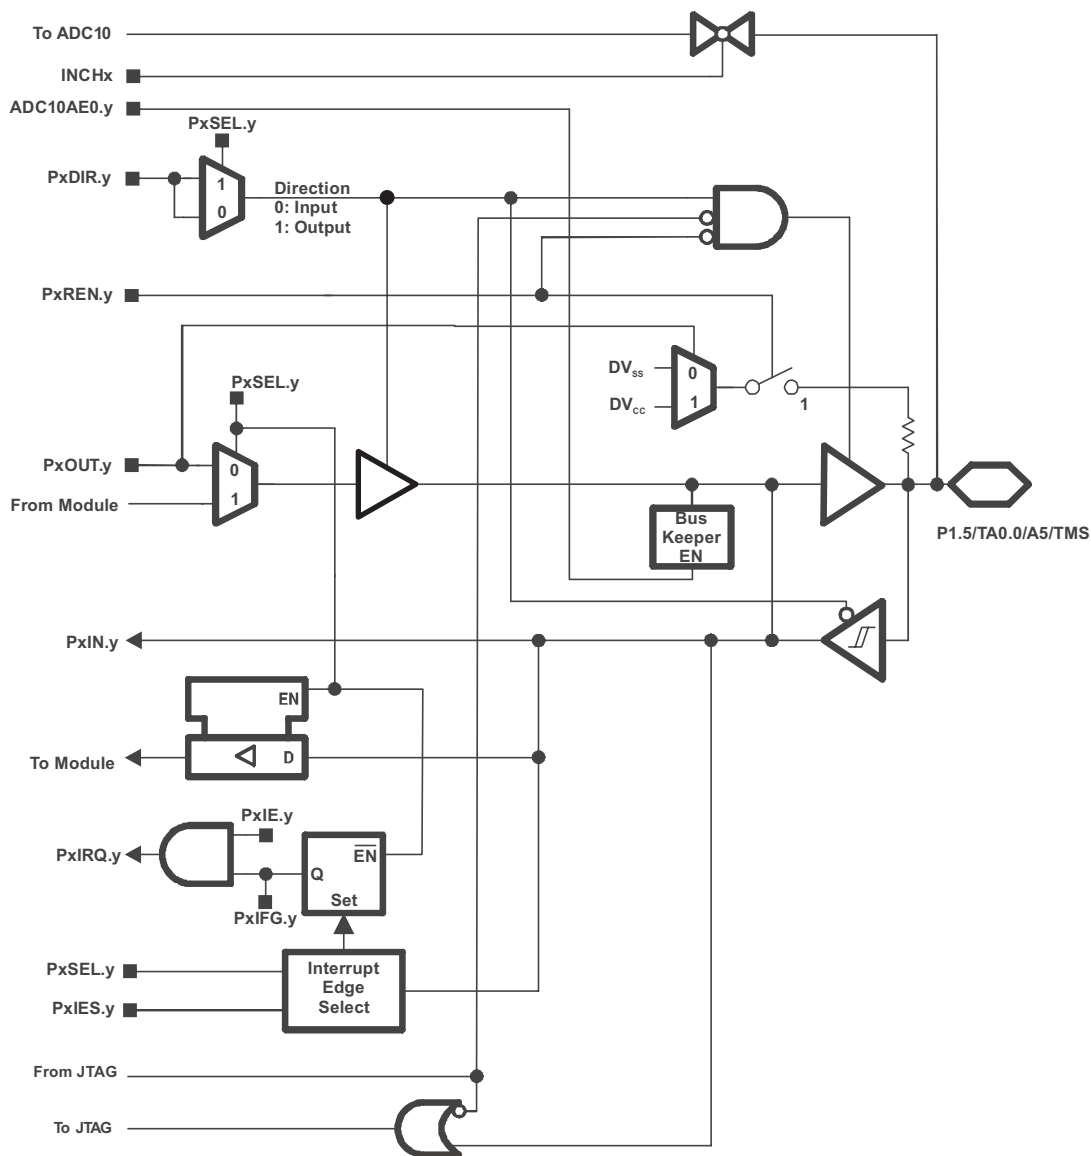 To ADC10
INCHx
ADC10AE0.y
PxSEL.y
PxDIR.y
1
0
Direction
0: Input
1: Output
PxREN.y
DVSS
0
DVCC
1
1
PxSEL.y
PxOUT.y
0
From Module
1
Bus
Keeper
EN
P1.5/TA0.0/A5/TMS
PxIN.y
EN
To Module
D
PxIE.y
PxIRQ.y
EN
Q
Set
PxIFG.y
PxSEL.y
Interrupt
Edge
Select
PxIES.y
From JTAG
To JTAG